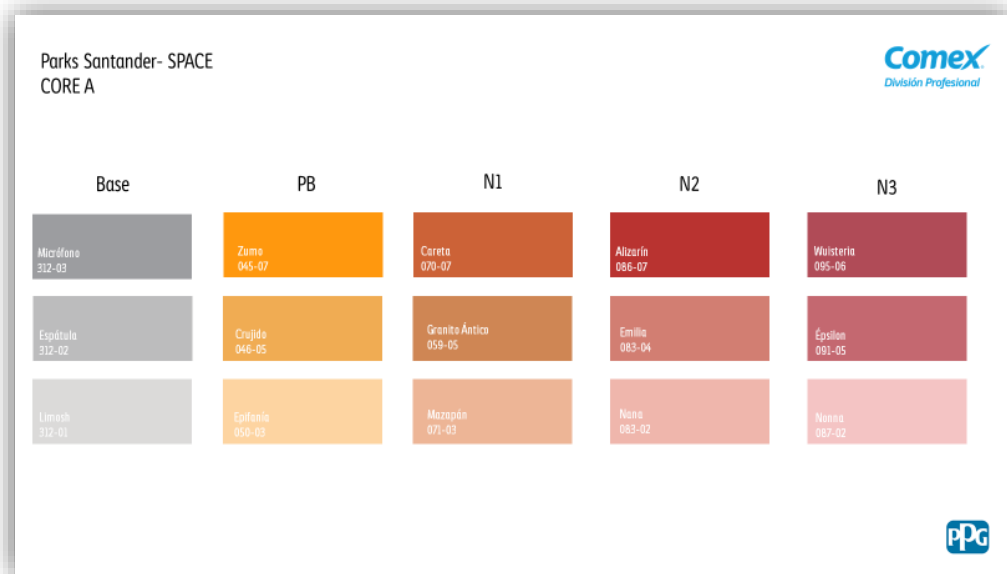 Parks Santander- SPACE
CORE A
Comex
División Profesional
Base
PB
N1
N2
N3
Micrófono
312-03
Zumo
045-07
Careta
070-07
Alizarín
086-07
Wuisteria
095-06
Espátula
312-02
Crujido
046-05
Granito Ántico
059-05
Emilia
083-04
Épsilon
091-05
Limosh
312-01
Epifanía
050-03
Mazapán
071-03
Nana
083-02
Nonna
087-02
PPG